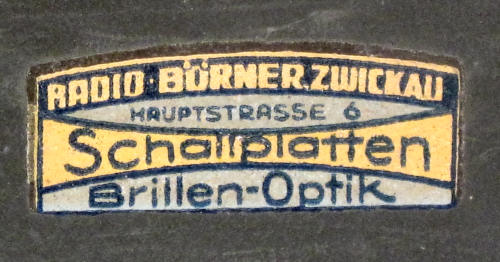 RADIO BÖRNER, ZWICKAU
HAUPTSTRASSE 6
Schallplatten
Brillen-Optik